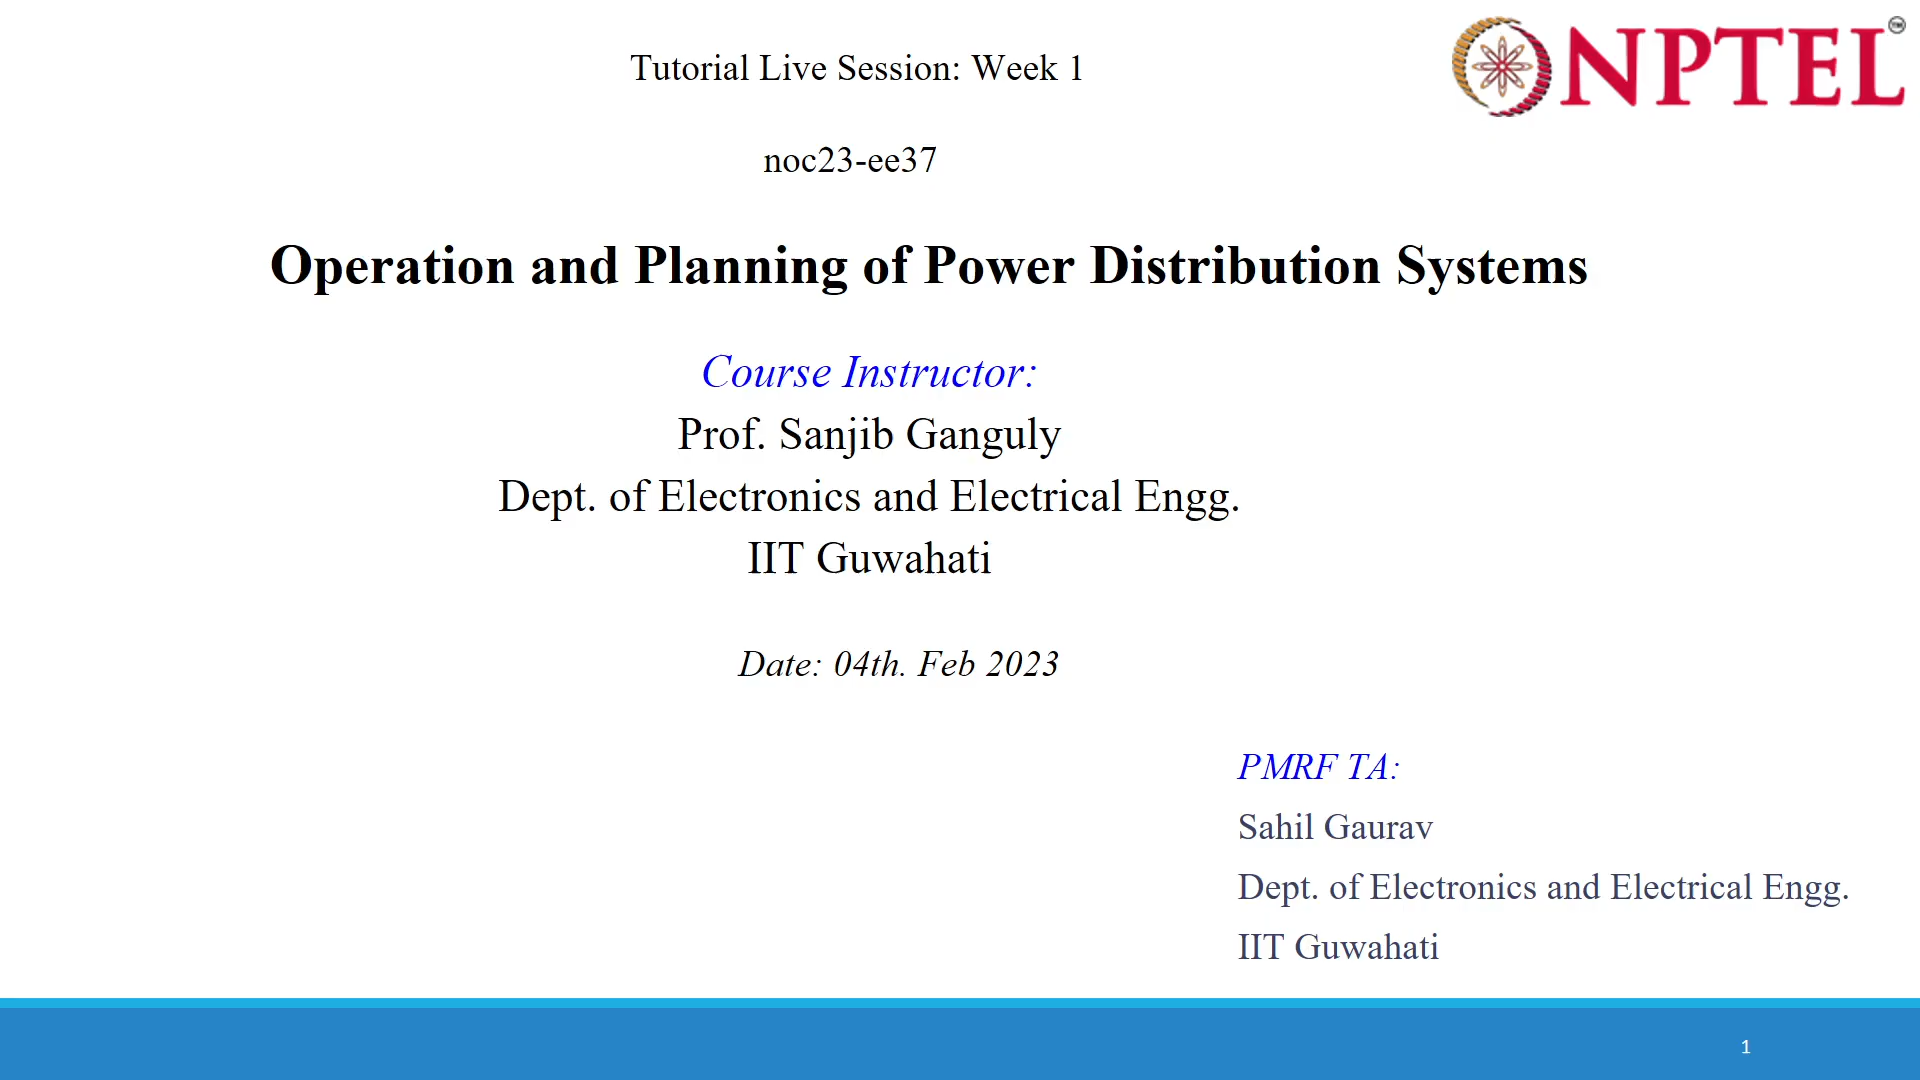 Tutorial Live Session: Week 1
NPTEL
TM
noc23-ee37
Operation and Planning of Power Distribution Systems
Course Instructor:
Prof. Sanjib Ganguly
Dept. of Electronics and Electrical Engg.
IIT Guwahati
Date: 04th. Feb 2023
PMRF TA:
Sahil Gaurav
Dept. of Electronics and Electrical Engg.
IIT Guwahati
1